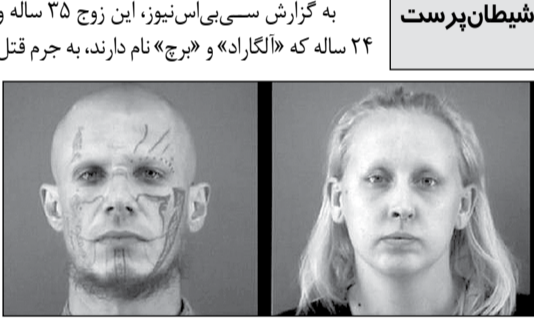 شیطان‌پرست
به گزارش سی‌بی‌اس‌نیوز، این زوج ۳۵ ساله و
۲۴ ساله که «آلگاراد» و «برچ» نام دارند، به جرم قتل